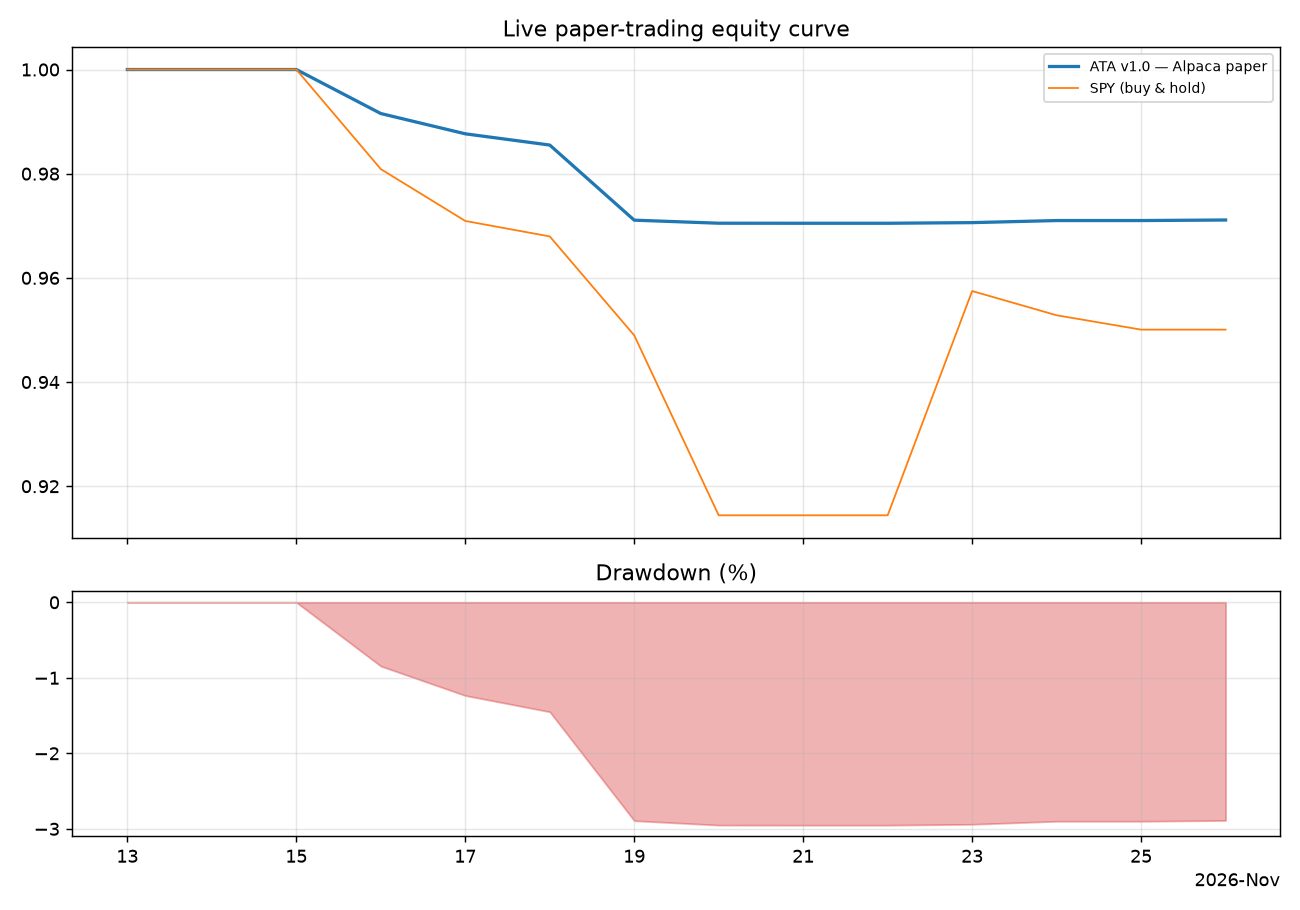 Live paper-trading equity curve
ATA v1.0 — Alpaca paper
SPY (buy & hold)
1.00
0.98
0.96
0.94
0.92
Drawdown (%)
0
−1
−2
−3
13 15 17 19 21 23 25
2026-Nov